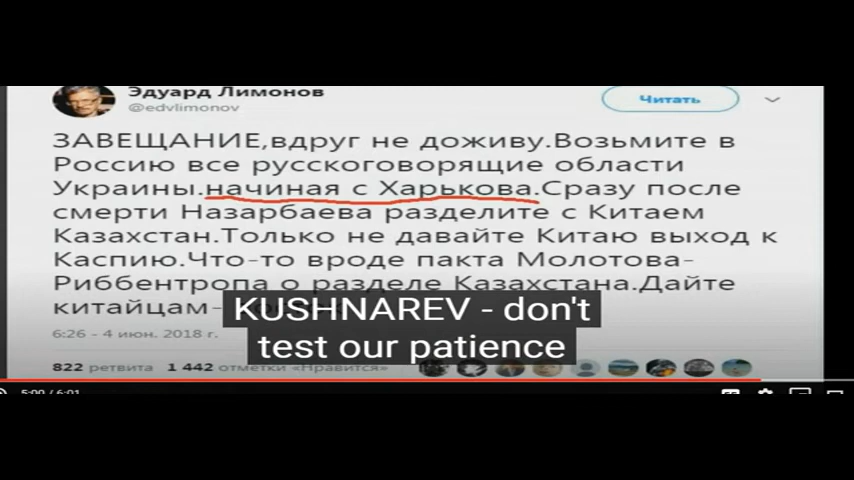 Эдуард Лимонов
@edvlimonov
Читать
ЗАВЕЩАНИЕ,вдруг не доживу.Возьмите в
Россию все русскоговорящие области
Украины.начиная с Харькова.Сразу после
смерти Назарбаева разделите с Китаем
Казахстан.Только не давайте Китаю выход к
Каспию.Что-то вроде пакта Молотова-
Риббентропа о разделе Казахстана.Дайте
китайцам-
KUSHNAREV - don't
test our patience
6:26 - 4 июн. 2018 г.
822 ретвита 1 442 отметки «Нравится»
5:00 / 6:01